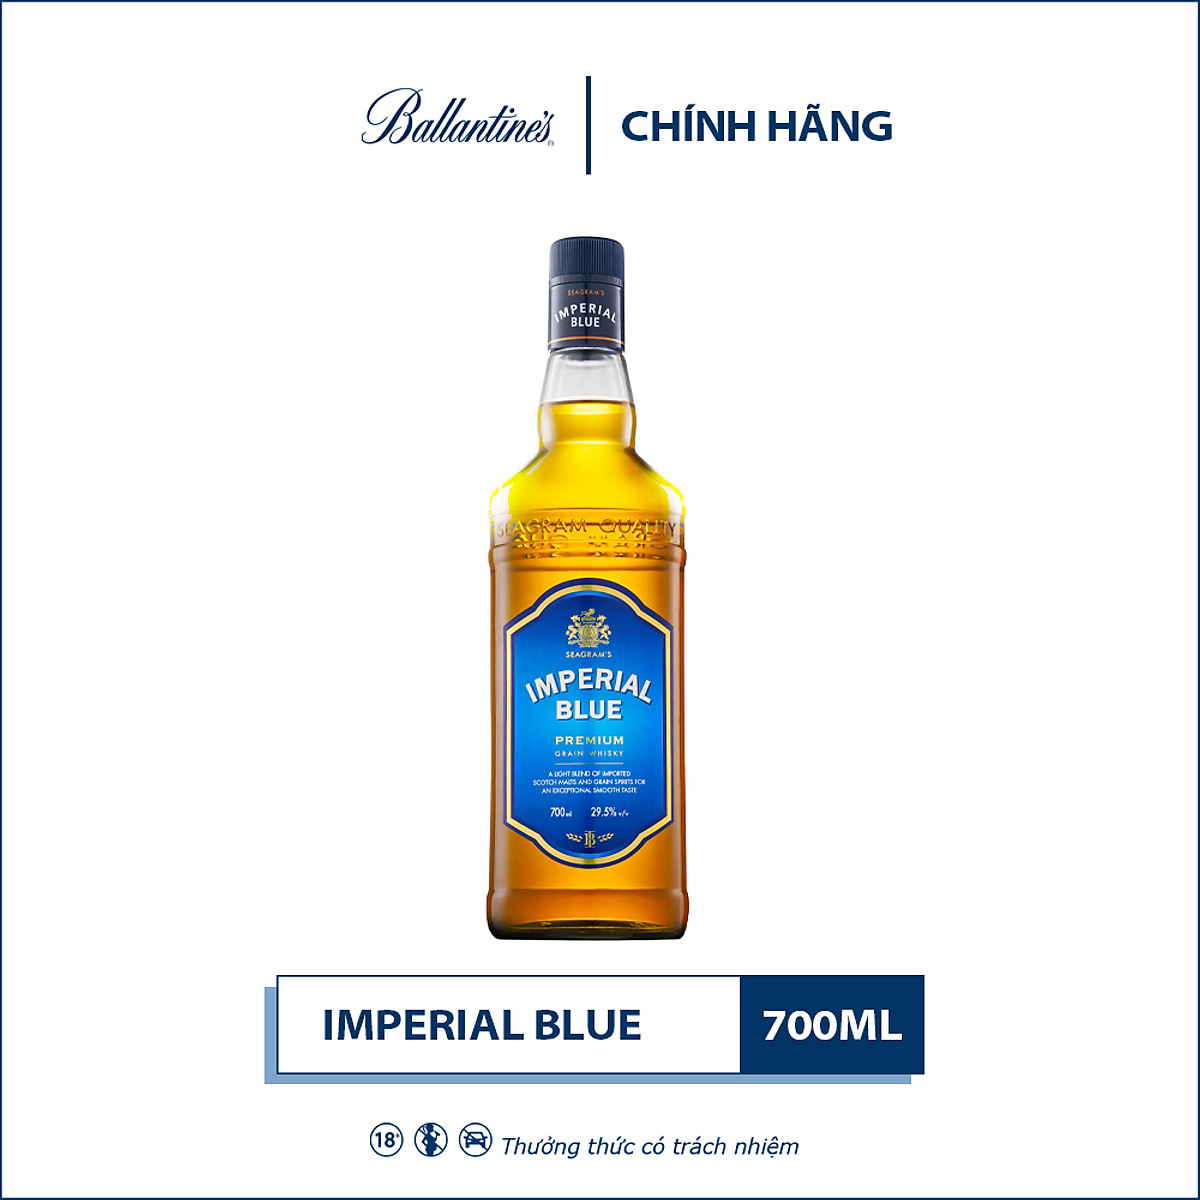 Ballantine's
CHÍNH HÃNG
SEAGRAM'S
IMPERIAL
BLUE
SEAGRAM QUALITY
SEAGRAM'S
IMPERIAL
BLUE
PREMIUM
GRAIN WHISKY
A LIGHT BLEND OF IMPORTED
SCOTCH MALTS AND GRAIN SPIRITS FOR
AN EXCEPTIONAL SMOOTH TASTE
700 ml 29.5% v/v
IMPERIAL BLUE 700ML
18+ Thưởng thức có trách nhiệm